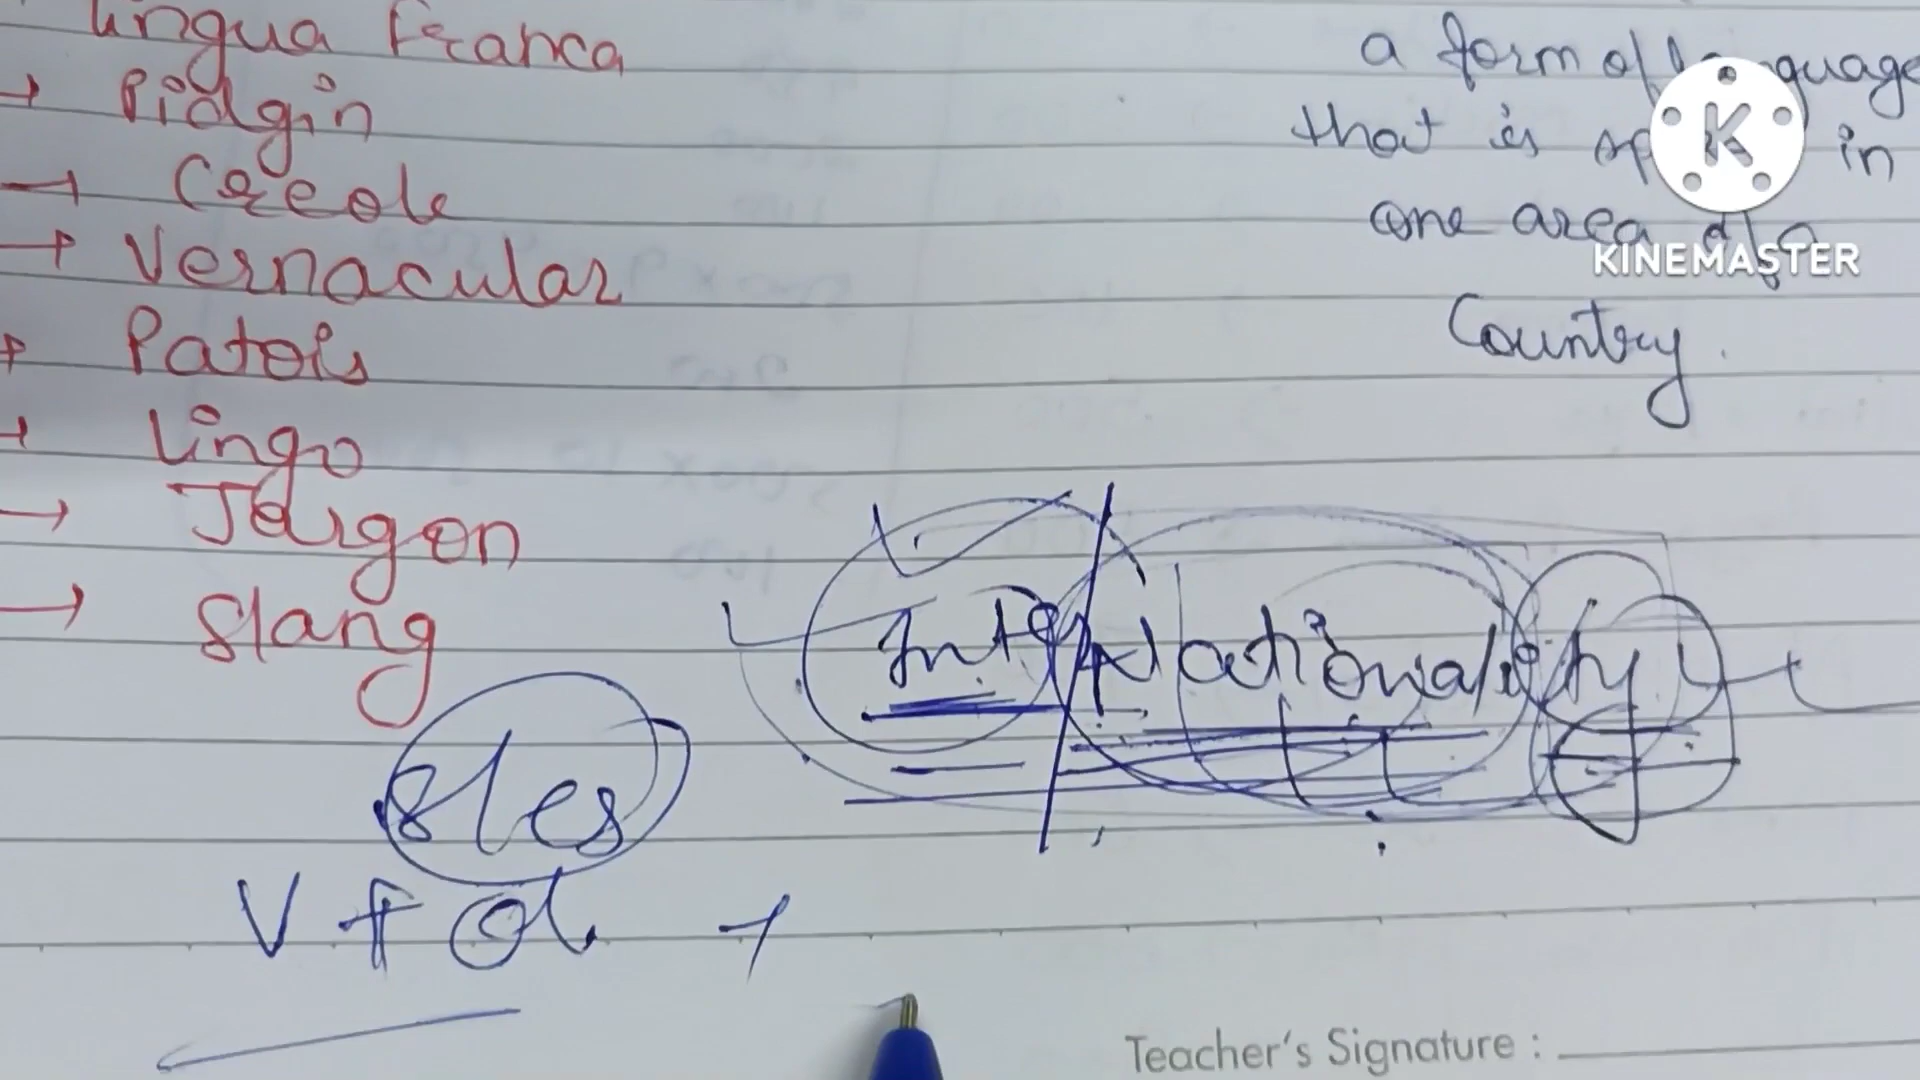 lingua Franca
→ Pidgin
→ Creole
→ Vernacular
→ Patois
→ Lingo
→ Jargon
→ Slang
a form of language
that is in
one area of a
Country.
KINEMASTER
InterNationality
V +
Teacher's Signature :